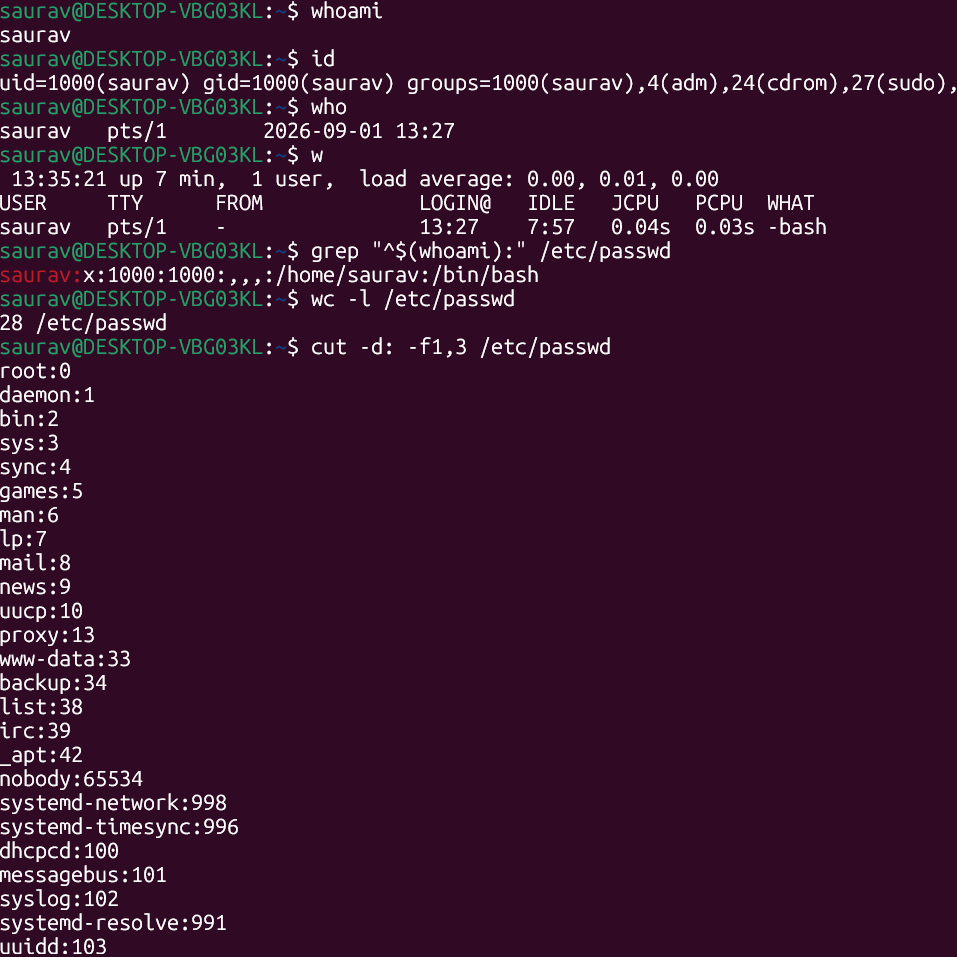 saurav@DESKTOP-VBG03KL:~$ whoami
saurav
saurav@DESKTOP-VBG03KL:~$ id
uid=1000(saurav) gid=1000(saurav) groups=1000(saurav),4(adm),24(cdrom),27(sudo),
saurav@DESKTOP-VBG03KL:~$ who
saurav   pts/1        2026-09-01 13:27
saurav@DESKTOP-VBG03KL:~$ w
 13:35:21 up 7 min,  1 user,  load average: 0.00, 0.01, 0.00
USER     TTY      FROM             LOGIN@   IDLE   JCPU   PCPU  WHAT
saurav   pts/1    -                13:27    7:57   0.04s  0.03s -bash
saurav@DESKTOP-VBG03KL:~$ grep "^$(whoami):" /etc/passwd
saurav:x:1000:1000:,,,:/home/saurav:/bin/bash
saurav@DESKTOP-VBG03KL:~$ wc -l /etc/passwd
28 /etc/passwd
saurav@DESKTOP-VBG03KL:~$ cut -d: -f1,3 /etc/passwd
root:0
daemon:1
bin:2
sys:3
sync:4
games:5
man:6
lp:7
mail:8
news:9
uucp:10
proxy:13
www-data:33
backup:34
list:38
irc:39
_apt:42
nobody:65534
systemd-network:998
systemd-timesync:996
dhcpcd:100
messagebus:101
syslog:102
systemd-resolve:991
uuidd:103